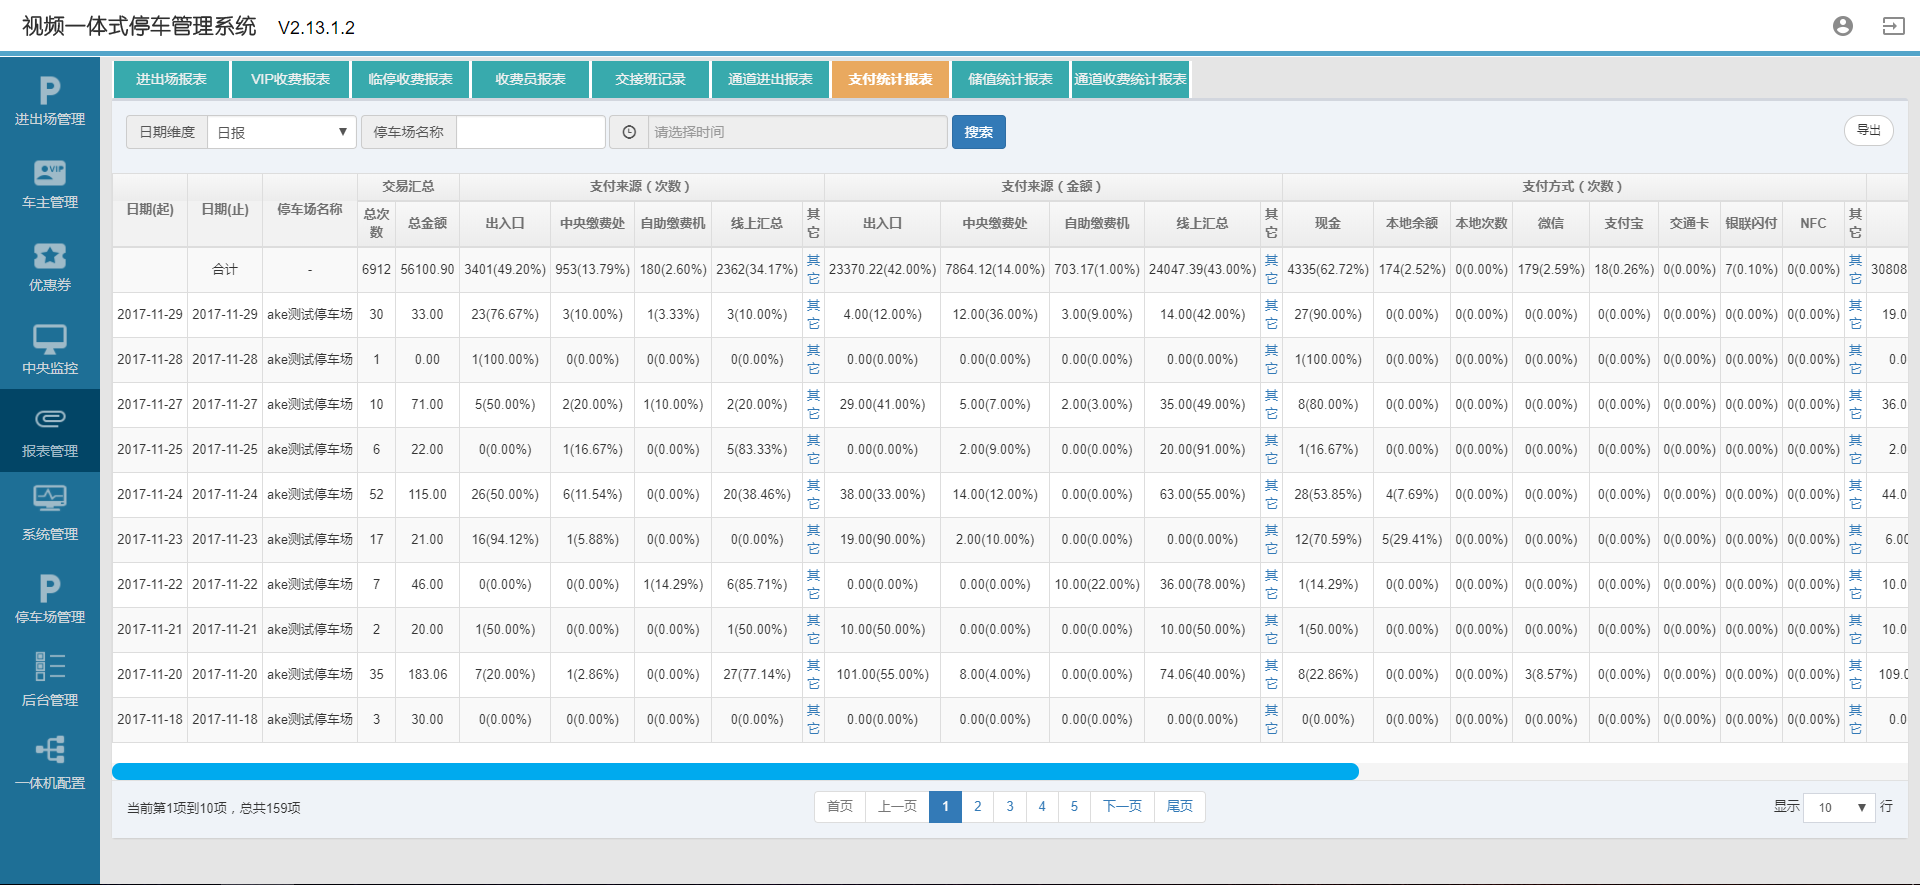 视频一体式停车管理系统 V2.13.1.2
进出场管理
车主管理
优惠券
中央监控
报表管理
系统管理
停车场管理
后台管理
一体机配置
进出场报表 VIP收费报表 临停收费报表 收费员报表 交接班记录 通道进出报表 支付统计报表 储值统计报表 通道收费统计报表
日期维度 日报 ▼ 停车场名称 请选择时间 搜索 导出
交易汇总 支付来源（次数） 支付来源（金额） 支付方式（次数）
日期(起) 日期(止) 停车场名称 总次数 总金额 出入口 中央缴费处 自助缴费机 线上汇总 其它 出入口 中央缴费处 自助缴费机 线上汇总 其它 现金 本地余额 本地次数 微信 支付宝 交通卡 银联闪付 NFC 其它
合计 - 6912 56100.90 3401(49.20%) 953(13.79%) 180(2.60%) 2362(34.17%) 其它 23370.22(42.00%) 7864.12(14.00%) 703.17(1.00%) 24047.39(43.00%) 其它 4335(62.72%) 174(2.52%) 0(0.00%) 179(2.59%) 18(0.26%) 0(0.00%) 7(0.10%) 0(0.00%) 其它 30808
2017-11-29 2017-11-29 ake测试停车场 30 33.00 23(76.67%) 3(10.00%) 1(3.33%) 3(10.00%) 其它 4.00(12.00%) 12.00(36.00%) 3.00(9.00%) 14.00(42.00%) 其它 27(90.00%) 0(0.00%) 0(0.00%) 0(0.00%) 0(0.00%) 0(0.00%) 0(0.00%) 0(0.00%) 其它 19.0
2017-11-28 2017-11-28 ake测试停车场 1 0.00 1(100.00%) 0(0.00%) 0(0.00%) 0(0.00%) 其它 0.00(0.00%) 0.00(0.00%) 0.00(0.00%) 0.00(0.00%) 其它 1(100.00%) 0(0.00%) 0(0.00%) 0(0.00%) 0(0.00%) 0(0.00%) 0(0.00%) 0(0.00%) 其它 0.0
2017-11-27 2017-11-27 ake测试停车场 10 71.00 5(50.00%) 2(20.00%) 1(10.00%) 2(20.00%) 其它 29.00(41.00%) 5.00(7.00%) 2.00(3.00%) 35.00(49.00%) 其它 8(80.00%) 0(0.00%) 0(0.00%) 0(0.00%) 0(0.00%) 0(0.00%) 0(0.00%) 0(0.00%) 其它 36.0
2017-11-25 2017-11-25 ake测试停车场 6 22.00 0(0.00%) 1(16.67%) 0(0.00%) 5(83.33%) 其它 0.00(0.00%) 2.00(9.00%) 0.00(0.00%) 20.00(91.00%) 其它 1(16.67%) 0(0.00%) 0(0.00%) 0(0.00%) 0(0.00%) 0(0.00%) 0(0.00%) 0(0.00%) 其它 2.0
2017-11-24 2017-11-24 ake测试停车场 52 115.00 26(50.00%) 6(11.54%) 0(0.00%) 20(38.46%) 其它 38.00(33.00%) 14.00(12.00%) 0.00(0.00%) 63.00(55.00%) 其它 28(53.85%) 4(7.69%) 0(0.00%) 0(0.00%) 0(0.00%) 0(0.00%) 0(0.00%) 0(0.00%) 其它 44.0
2017-11-23 2017-11-23 ake测试停车场 17 21.00 16(94.12%) 1(5.88%) 0(0.00%) 0(0.00%) 其它 19.00(90.00%) 2.00(10.00%) 0.00(0.00%) 0.00(0.00%) 其它 12(70.59%) 5(29.41%) 0(0.00%) 0(0.00%) 0(0.00%) 0(0.00%) 0(0.00%) 0(0.00%) 其它 6.00
2017-11-22 2017-11-22 ake测试停车场 7 46.00 0(0.00%) 0(0.00%) 1(14.29%) 6(85.71%) 其它 0.00(0.00%) 0.00(0.00%) 10.00(22.00%) 36.00(78.00%) 其它 1(14.29%) 0(0.00%) 0(0.00%) 0(0.00%) 0(0.00%) 0(0.00%) 0(0.00%) 0(0.00%) 其它 10.0
2017-11-21 2017-11-21 ake测试停车场 2 20.00 1(50.00%) 0(0.00%) 0(0.00%) 1(50.00%) 其它 10.00(50.00%) 0.00(0.00%) 0.00(0.00%) 10.00(50.00%) 其它 1(50.00%) 0(0.00%) 0(0.00%) 0(0.00%) 0(0.00%) 0(0.00%) 0(0.00%) 0(0.00%) 其它 10.0
2017-11-20 2017-11-20 ake测试停车场 35 183.06 7(20.00%) 1(2.86%) 0(0.00%) 27(77.14%) 其它 101.00(55.00%) 8.00(4.00%) 0.00(0.00%) 74.06(40.00%) 其它 8(22.86%) 0(0.00%) 0(0.00%) 3(8.57%) 0(0.00%) 0(0.00%) 0(0.00%) 0(0.00%) 其它 109.0
2017-11-18 2017-11-18 ake测试停车场 3 30.00 0(0.00%) 0(0.00%) 0(0.00%) 0(0.00%) 其它 0.00(0.00%) 0.00(0.00%) 0.00(0.00%) 0.00(0.00%) 其它 0(0.00%) 0(0.00%) 0(0.00%) 0(0.00%) 0(0.00%) 0(0.00%) 0(0.00%) 0(0.00%) 其它 0.0
当前第1项到10项，总共159项 首页 上一页 1 2 3 4 5 下一页 尾页 显示 10 ▼ 行